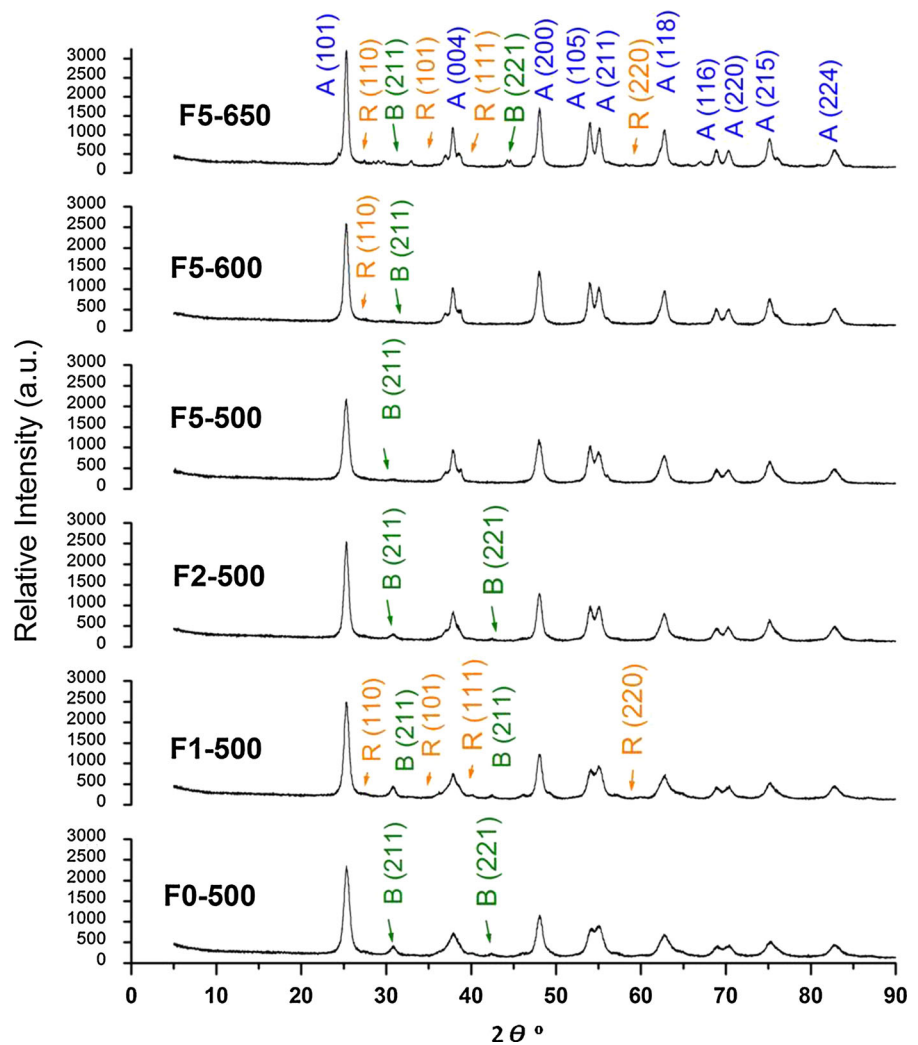 Relative Intensity (a.u.)
F5-650
3000
2500
2000
1500
1000
500
0
A (101)
R (110)
B (211)
R (101)
A (004)
R (111)
B (221)
A (200)
A (105)
A (211)
R (220)
A (118)
A (116)
A (220)
A (215)
A (224)
F5-600
3000
2500
2000
1500
1000
500
0
R (110)
B (211)
F5-500
3000
2500
2000
1500
1000
500
0
B (211)
F2-500
3000
2500
2000
1500
1000
500
0
B (211)
B (221)
F1-500
3000
2500
2000
1500
1000
500
0
R (110)
B (211)
R (101)
R (111)
B (211)
R (220)
F0-500
3000
2500
2000
1500
1000
500
0
B (211)
B (221)
0 10 20 30 40 50 60 70 80 90
2 θ °